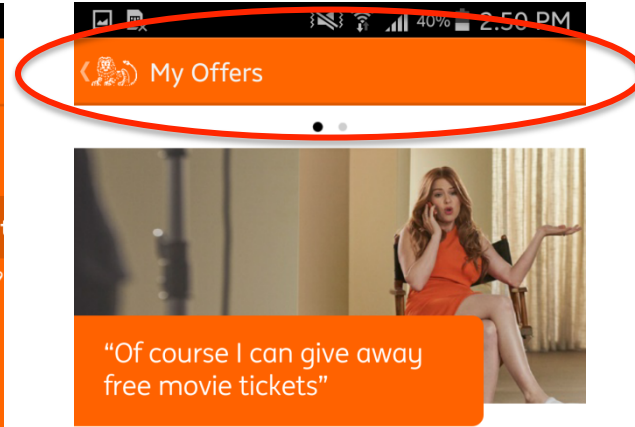 40% 2:50 PM
My Offers
“Of course I can give away
free movie tickets”